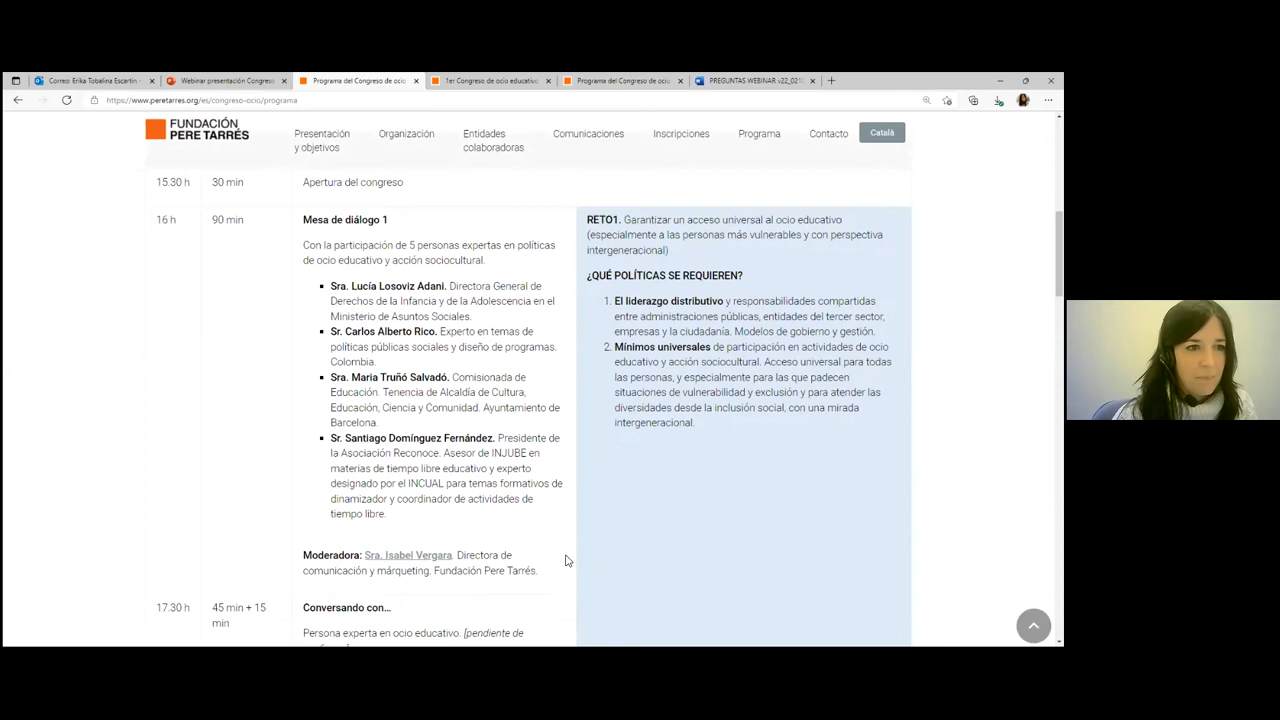 Correo: Erika Tobalina Escartin -
Webinar presentación Congreso
Programa del Congreso de ocio
1er Congreso de ocio educativo
Programa del Congreso de ocio
PREGUNTAS WEBINAR v22_021
https://www.peretarres.org/es/congreso-ocio/programa
FUNDACIÓN
PERE TARRÉS
Presentación
y objetivos
Organización
Entidades
colaboradoras
Comunicaciones
Inscripciones
Programa
Contacto
Català
15.30 h
30 min
Apertura del congreso
16 h
90 min
Mesa de diálogo 1
Con la participación de 5 personas expertas en políticas
de ocio educativo y acción sociocultural.
Sra. Lucía Losoviz Adani. Directora General de
Derechos de la Infancia y de la Adolescencia en el
Ministerio de Asuntos Sociales.
Sr. Carlos Alberto Rico. Experto en temas de
políticas públicas sociales y diseño de programas.
Colombia.
Sra. Maria Truñó Salvadó. Comisionada de
Educación. Tenencia de Alcaldía de Cultura,
Educación, Ciencia y Comunidad. Ayuntamiento de
Barcelona.
Sr. Santiago Domínguez Fernández. Presidente de
la Asociación Reconoce. Asesor de INJUBE en
materias de tiempo libre educativo y experto
designado por el INCUAL para temas formativos de
dinamizador y coordinador de actividades de
tiempo libre.
Moderadora: Sra. Isabel Vergara. Directora de
comunicación y márqueting. Fundación Pere Tarrés.
RETO1. Garantizar un acceso universal al ocio educativo
(especialmente a las personas más vulnerables y con perspectiva
intergeneracional)
¿QUÉ POLÍTICAS SE REQUIEREN?
1. El liderazgo distributivo y responsabilidades compartidas
entre administraciones públicas, entidades del tercer sector,
empresas y la ciudadanía. Modelos de gobierno y gestión.
2. Mínimos universales de participación en actividades de ocio
educativo y acción sociocultural. Acceso universal para todas
las personas, y especialmente para las que padecen
situaciones de vulnerabilidad y exclusión y para atender las
diversidades desde la inclusión social, con una mirada
intergeneracional.
17.30 h
45 min + 15
min
Conversando con...
Persona experta en ocio educativo. [pendiente de